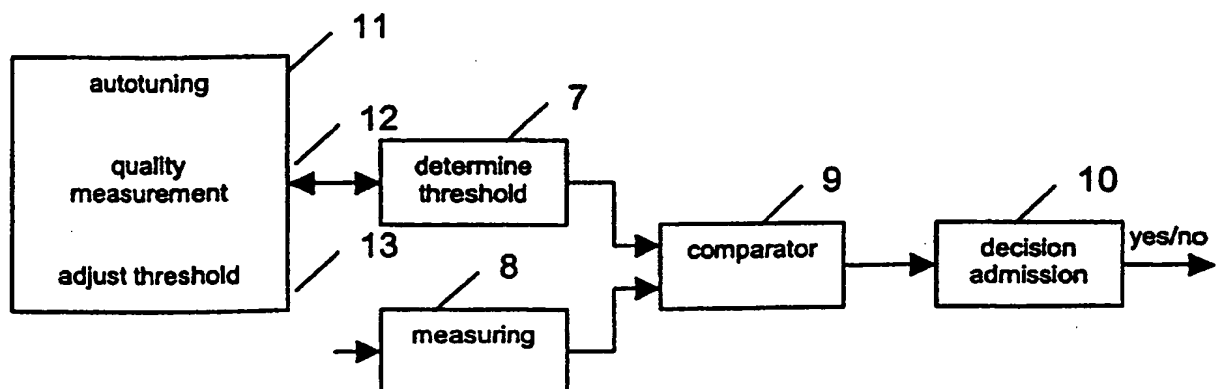 11
autotuning
12
quality
measurement
13
adjust threshold
7
determine
threshold
8
measuring
9
comparator
10
decision
admission
yes/no